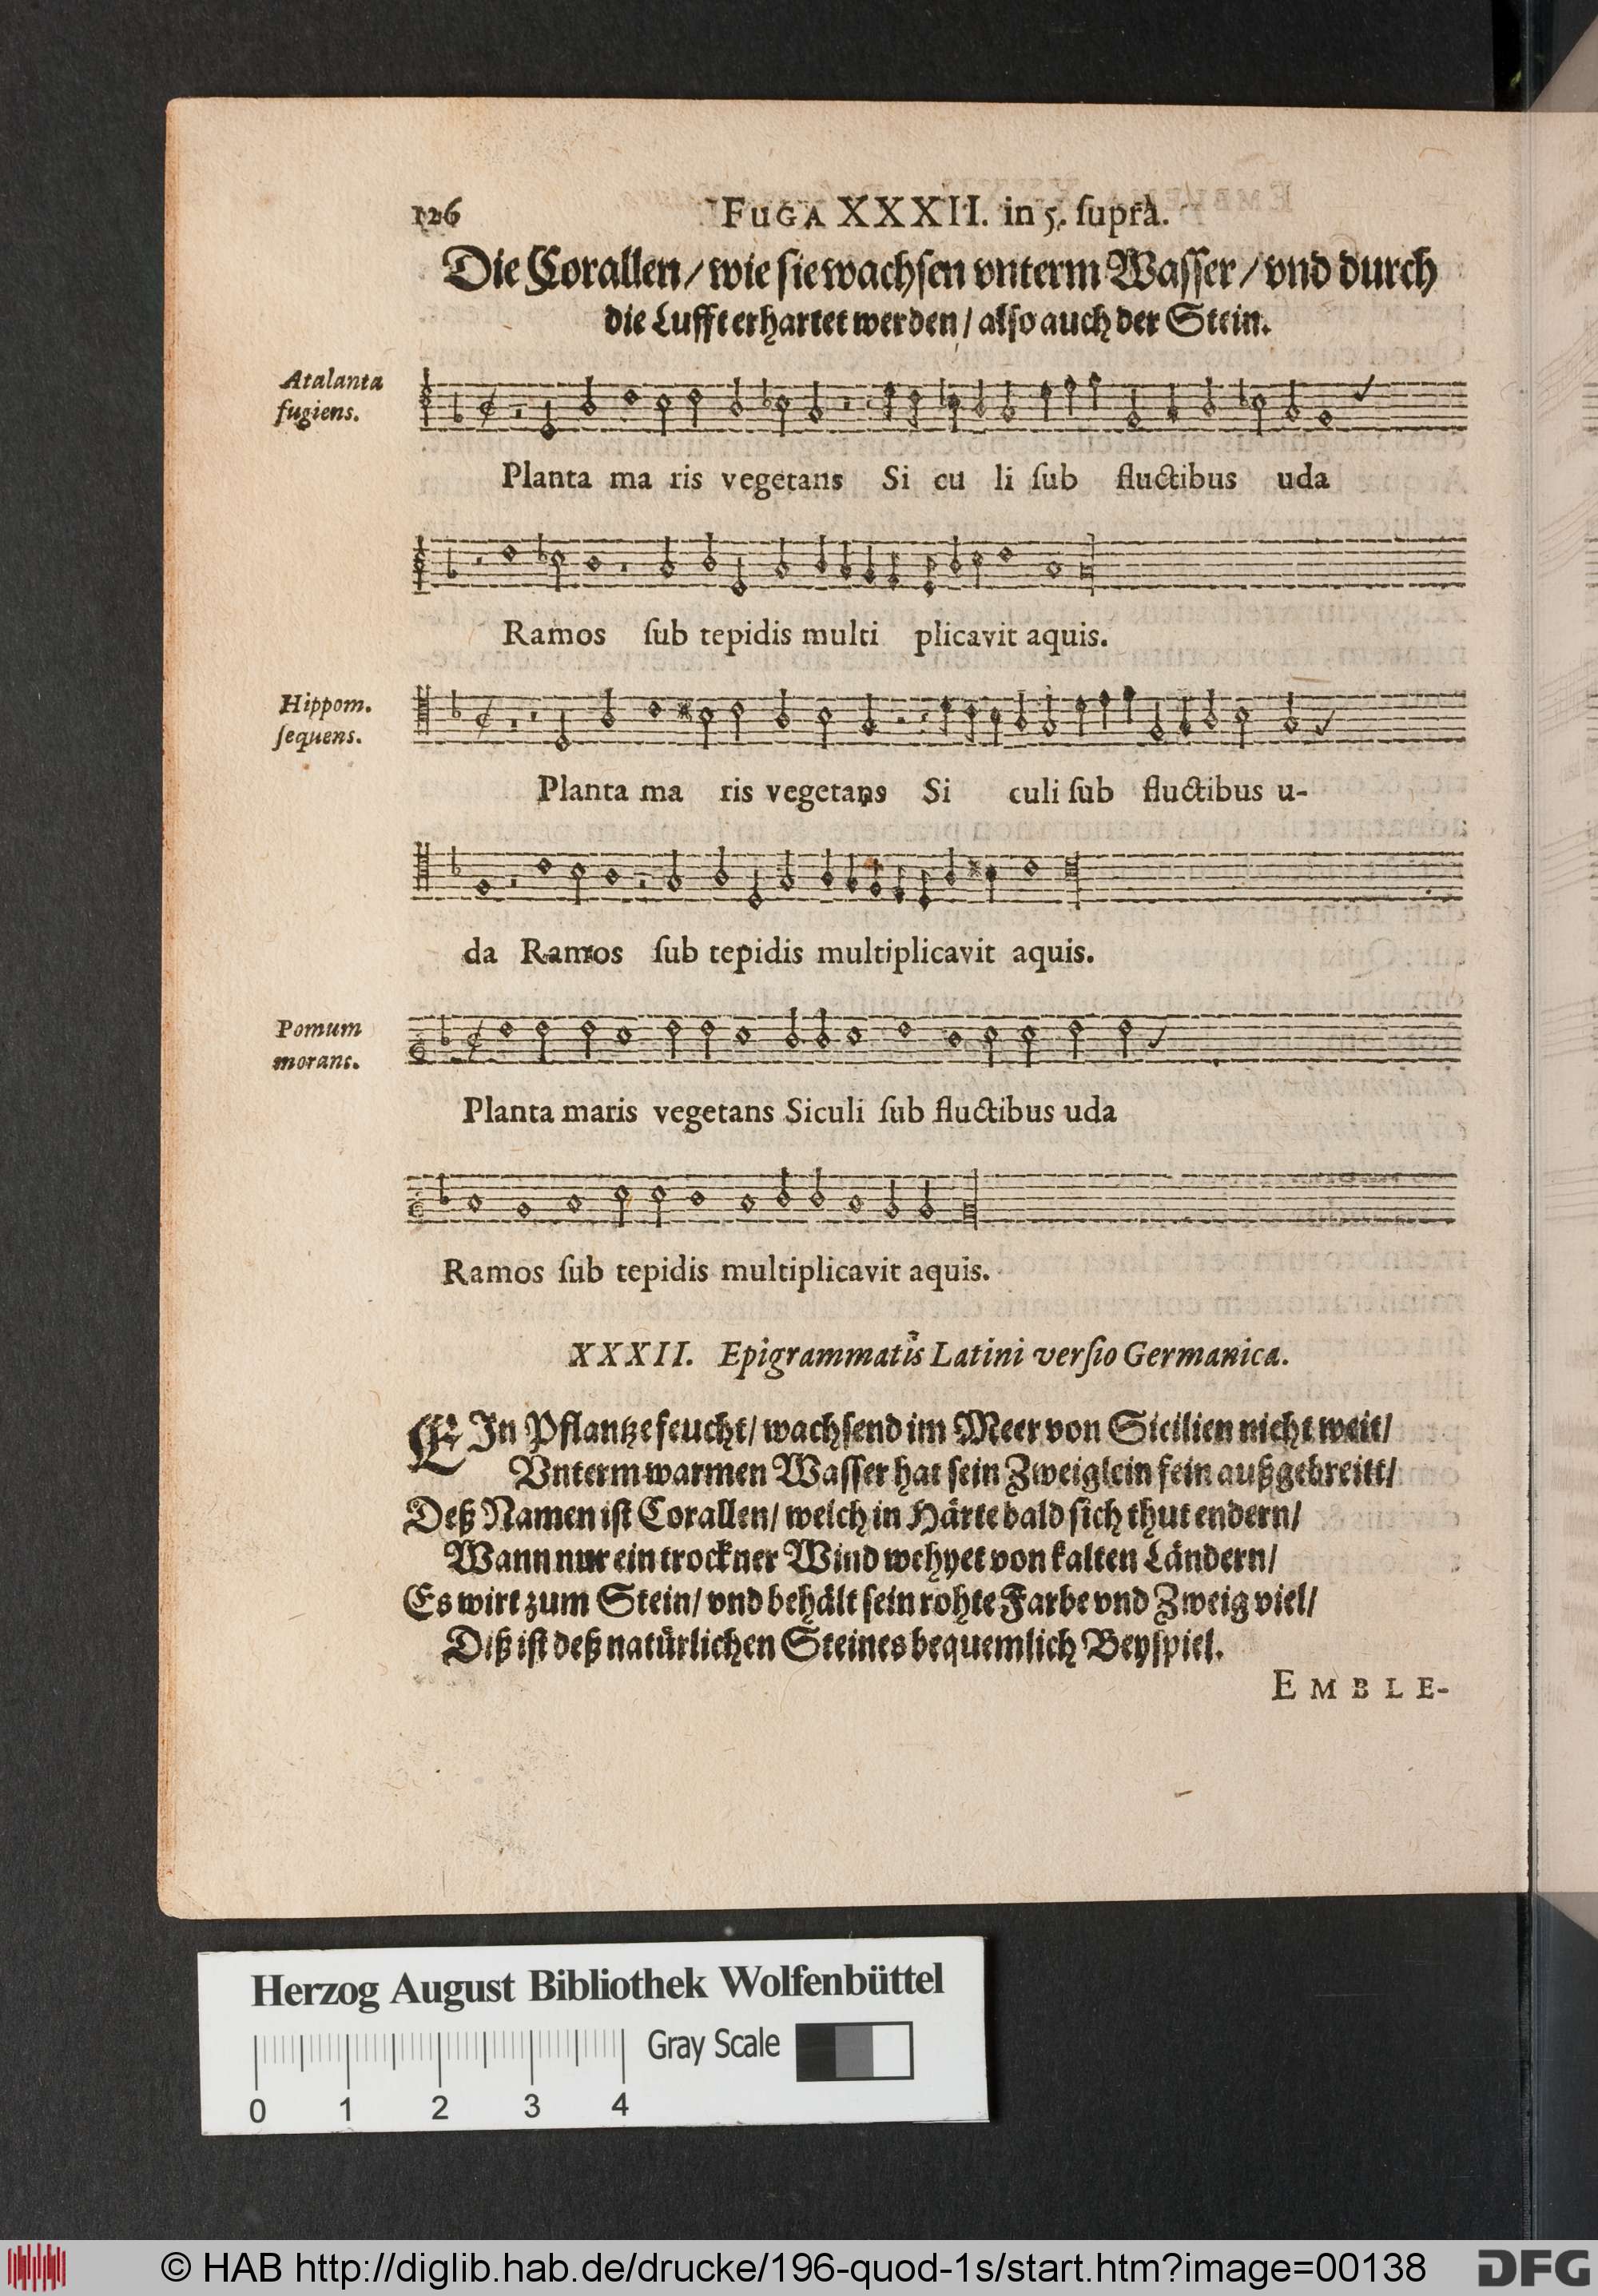 126
FUGA XXXII. in 5. ſuprà.
Die Corallen/ wie ſie wachſen vnterm Waſſer/ vnd durch
die Lufft erhartet werden/ alſo auch der Stein.
Atalanta
fugiens.
Planta ma ris vegetans Si cu li ſub fluctibus uda
Ramos ſub tepidis multi plicavit aquis.
Hippom.
ſequens.
Planta ma ris vegetans Si culi ſub fluctibus u-
da Ramos ſub tepidis multiplicavit aquis.
Pomum
morans.
Planta maris vegetans Siculi ſub fluctibus uda
Ramos ſub tepidis multiplicavit aquis.
XXXII. Epigrammatis Latini verſio Germanica.
EIn Pflantze feucht/ wachſend im Meer von Sicilien nicht weit/
Vnterm warmen Waſſer hat ſein Zweiglein fein außgebreitt/
Deß Namen iſt Corallen/ welch in Härte bald ſich thut endern/
Wann nur ein trockner Wind wehyet von kalten Ländern/
Es wirt zum Stein/ vnd behält ſein rohte Farbe vnd Zweig viel/
Diß iſt deß natürlichen Steines bequemlich Beyſpiel.
EMBLE-
Herzog August Bibliothek Wolfenbüttel
Gray Scale
0 1 2 3 4
© HAB http://diglib.hab.de/drucke/196-quod-1s/start.htm?image=00138
DFG